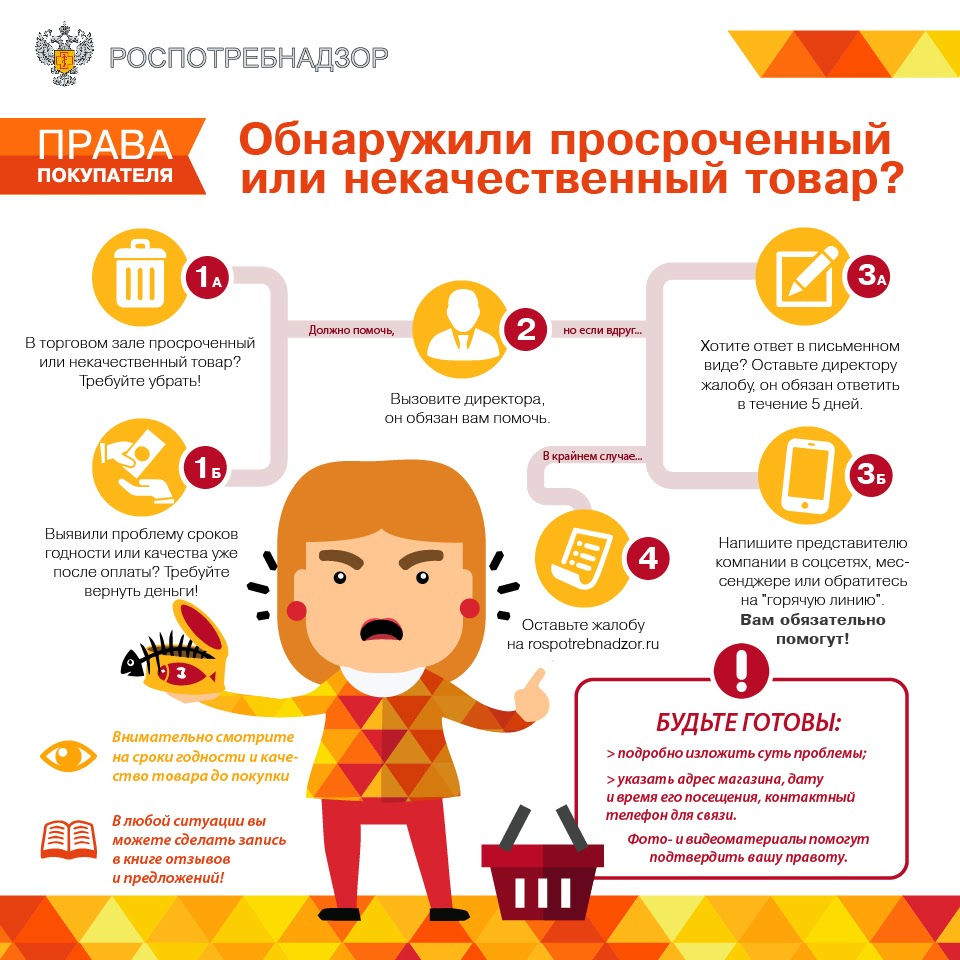 РОСПОТРЕБНАДЗОР
ПРАВА
ПОКУПАТЕЛЯ
Обнаружили просроченный
или некачественный товар?
1А
В торговом зале просроченный
или некачественный товар?
Требуйте убрать!
1Б
Выявили проблему сроков
годности или качества уже
после оплаты? Требуйте
вернуть деньги!
Должно помочь,
2
Вызовите директора,
он обязан вам помочь.
но если вдруг...
3А
Хотите ответ в письменном
виде? Оставьте директору
жалобу, он обязан ответить
в течение 5 дней.
3Б
Напишите представителю
компании в соцсетях, мес-
сенджере или обратитесь
на "горячую линию".
Вам обязательно
помогут!
В крайнем случае...
4
Оставьте жалобу
на rospotrebnadzor.ru
Внимательно смотрите
на сроки годности и каче-
ство товара до покупки
В любой ситуации вы
можете сделать запись
в книге отзывов
и предложений!
!
БУДЬТЕ ГОТОВЫ:
> подробно изложить суть проблемы;
> указать адрес магазина, дату
и время его посещения, контактный
телефон для связи.
Фото- и видеоматериалы помогут
подтвердить вашу правоту.